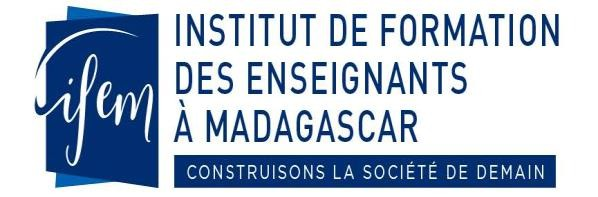 ifem
INSTITUT DE FORMATION
DES ENSEIGNANTS
À MADAGASCAR
CONSTRUISONS LA SOCIÉTÉ DE DEMAIN